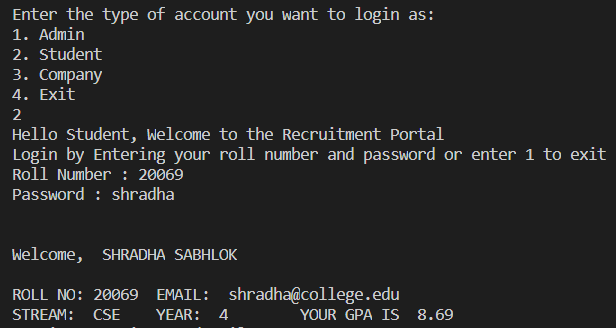 Enter the type of account you want to login as:
1. Admin
2. Student
3. Company
4. Exit
2
Hello Student, Welcome to the Recruitment Portal
Login by Entering your roll number and password or enter 1 to exit
Roll Number : 20069
Password : shradha
Welcome,  SHRADHA SABHLOK
ROLL NO: 20069  EMAIL:  shradha@college.edu
STREAM:  CSE    YEAR:  4        YOUR GPA IS  8.69